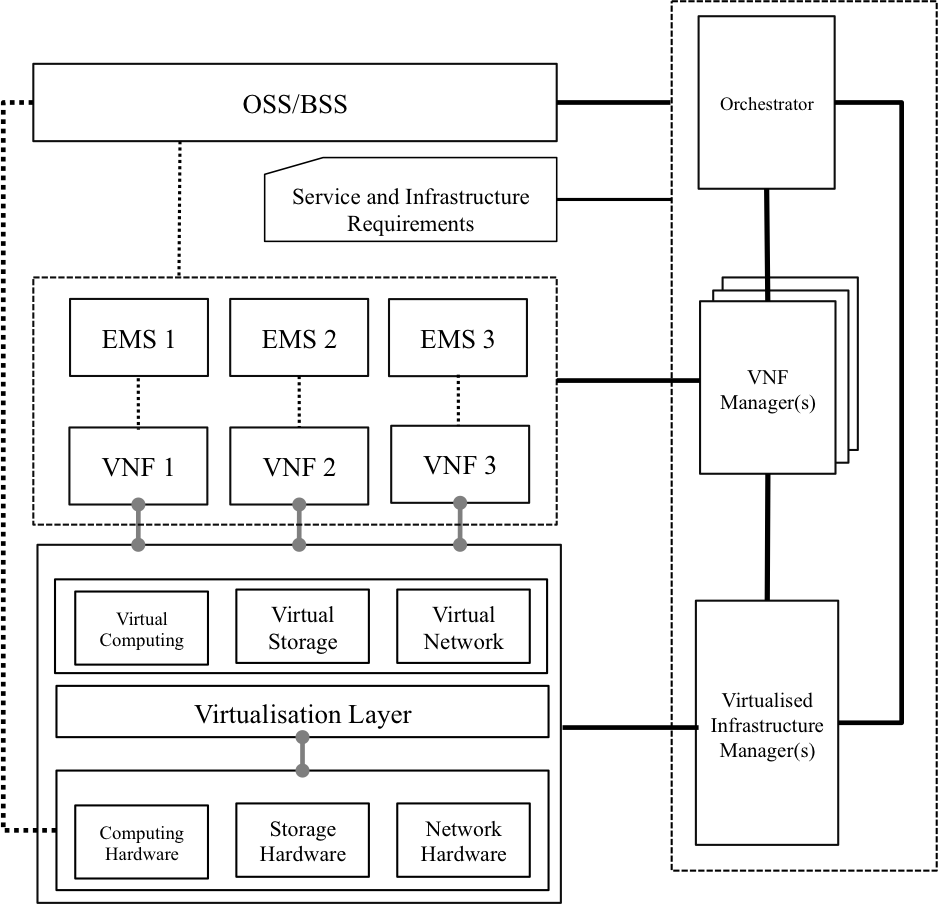 OSS/BSS
Orchestrator
Service and Infrastructure
Requirements
EMS 1
EMS 2
EMS 3
VNF
Manager(s)
VNF 1
VNF 2
VNF 3
Virtual
Computing
Virtual
Storage
Virtual
Network
Virtualisation Layer
Virtualised
Infrastructure
Manager(s)
Computing
Hardware
Storage
Hardware
Network
Hardware